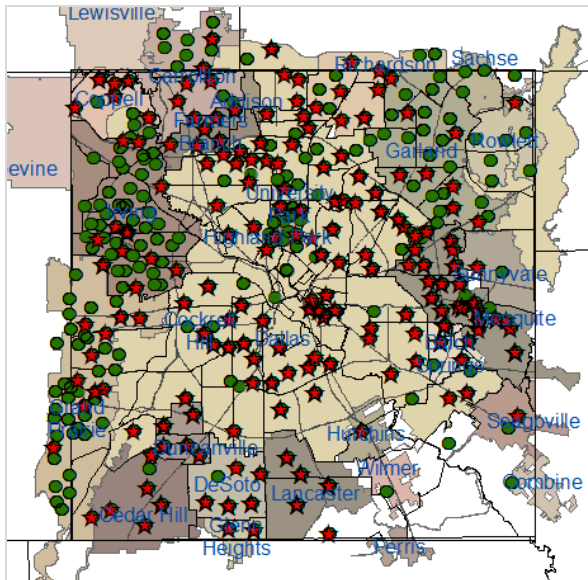 Lewisville
Sachse
Richardson
Carrollton
Coppell
Addison
Farmers
Branch
Garland
Rowlett
evine
University
Park
Irving
Highland Park
Sunnyvale
Cockrell
Hill
Dallas
Mesquite
Balch
Springs
Grand
Prairie
Seagoville
Hutchins
Duncanville
Wilmer
DeSoto
Lancaster
Combine
Cedar Hill
Glenn
Heights
Ferris